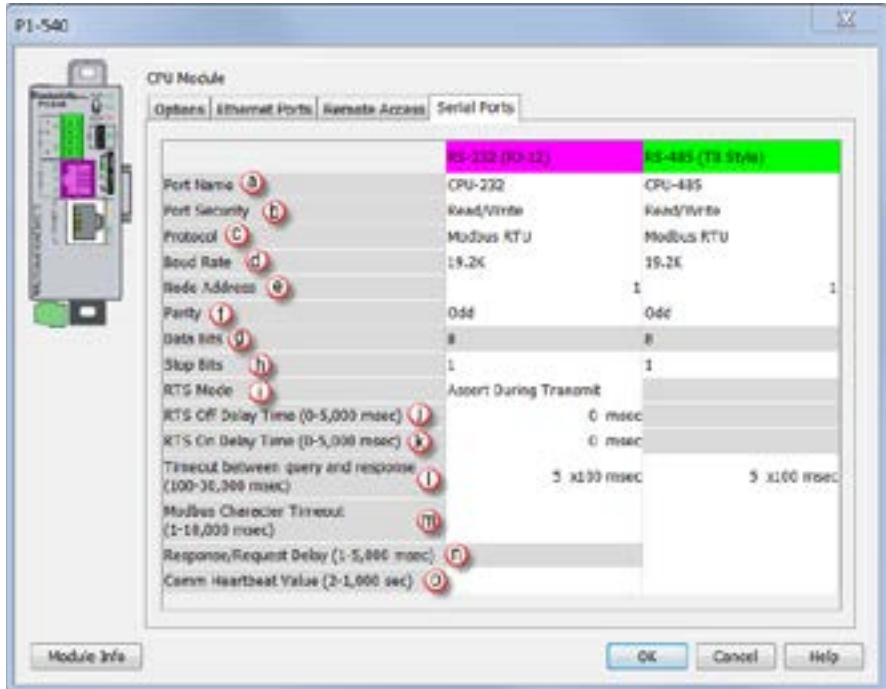 P1-540
CPU Module
Options Ethernet Ports Remote Access Serial Ports
RS-232 (RJ-12) RS-485 (TB Style)
Port Name a CPU-232 CPU-485
Port Security b Read/Write Read/Write
Protocol c Modbus RTU Modbus RTU
Baud Rate d 19.2K 19.2K
Node Address e 1 1
Parity f Odd Odd
Data Bits g 8 8
Stop Bits h 1 1
RTS Mode i Assert During Transmit
RTS Off Delay Time (0-5,000 msec) j 0 msec
RTS On Delay Time (0-5,000 msec) k 0 msec
Timeout between query and response
(100-30,000 msec) l 5 x100 msec 5 x100 msec
Modbus Character Timeout
(1-10,000 msec) m
Response/Request Delay (1-5,000 msec) n
Comm Heartbeat Value (2-1,000 sec) o
Module Info OK Cancel Help